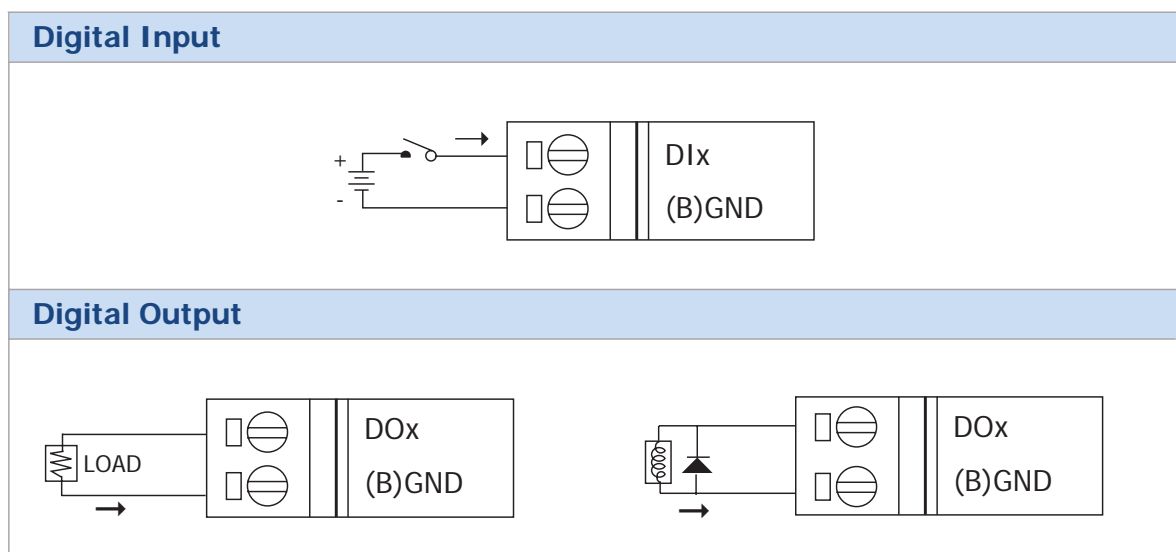 Digital Input
+
-
DIx
(B)GND
Digital Output
LOAD
DOx
(B)GND
DOx
(B)GND